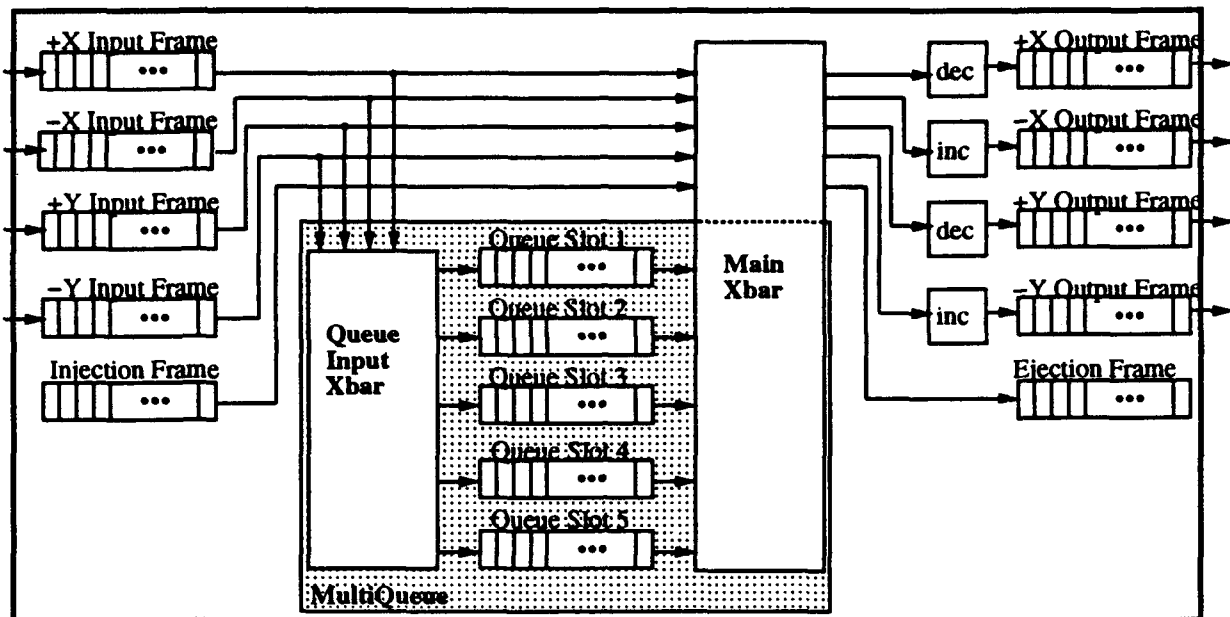 +X Input Frame
•••
−X Input Frame
•••
+Y Input Frame
•••
−Y Input Frame
•••
Injection Frame
•••
Queue
Input
Xbar
Queue Slot 1
•••
Queue Slot 2
•••
Queue Slot 3
•••
Queue Slot 4
•••
Queue Slot 5
•••
MultiQueue
Main
Xbar
dec
inc
dec
inc
+X Output Frame
•••
−X Output Frame
•••
+Y Output Frame
•••
−Y Output Frame
•••
Ejection Frame
•••